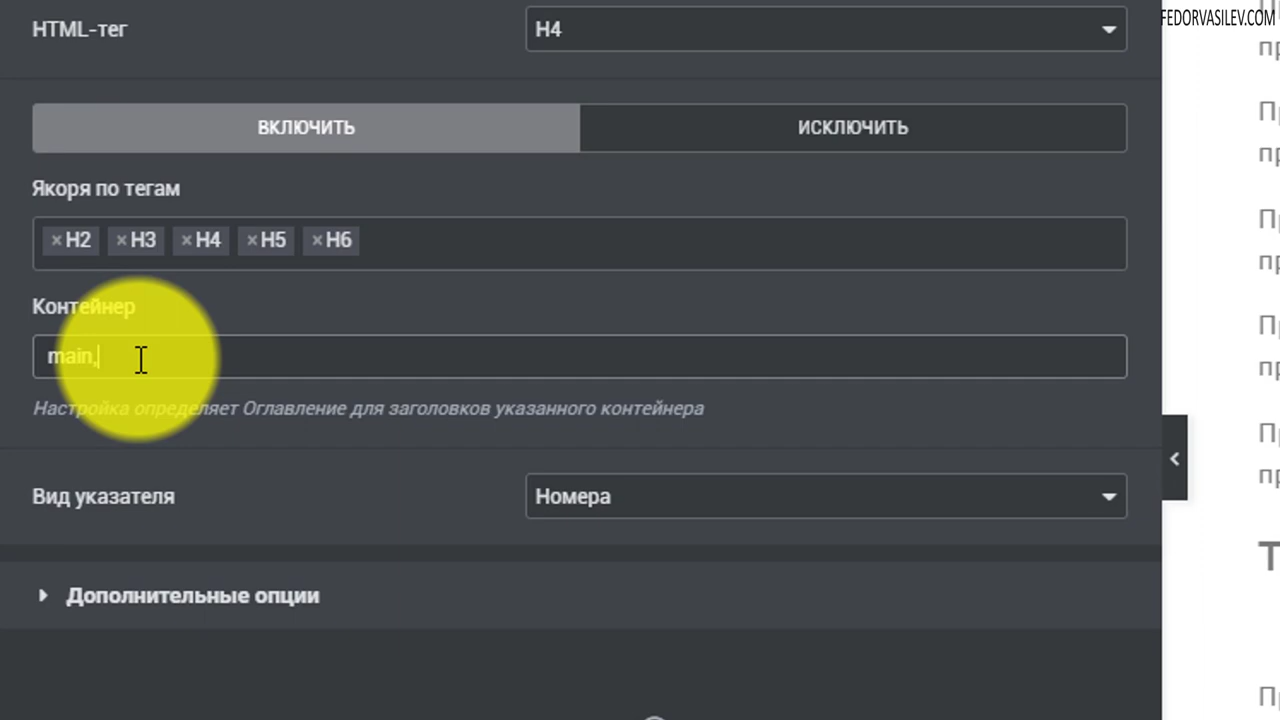 FEDORVASILEV.COM
HTML-тег
H4
ВКЛЮЧИТЬ
ИСКЛЮЧИТЬ
Якоря по тегам
×H2 ×H3 ×H4 ×H5 ×H6
Контейнер
main,
Настройка определяет Оглавление для заголовков указанного контейнера
Вид указателя
Номера
Дополнительные опции